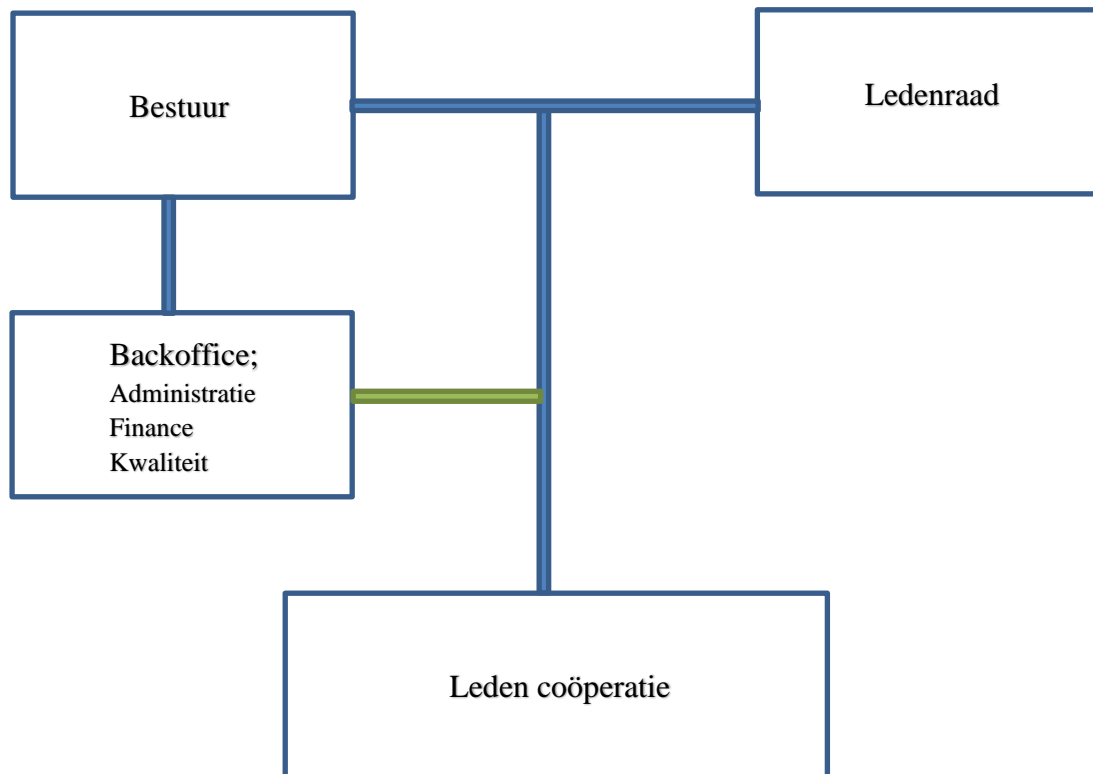 Bestuur
Ledenraad
Backoffice;
Administratie
Finance
Kwaliteit
Leden coöperatie